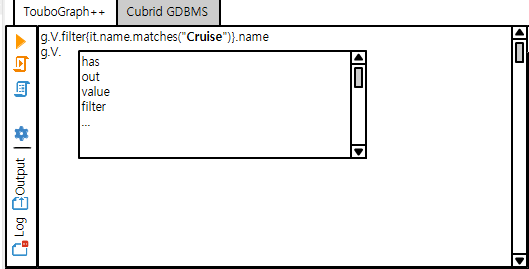 TouboGraph++
Cubrid GDBMS
g.V.filter{it.name.matches("Cruise")}.name
g.V.
has
out
value
filter
...
Output
Log